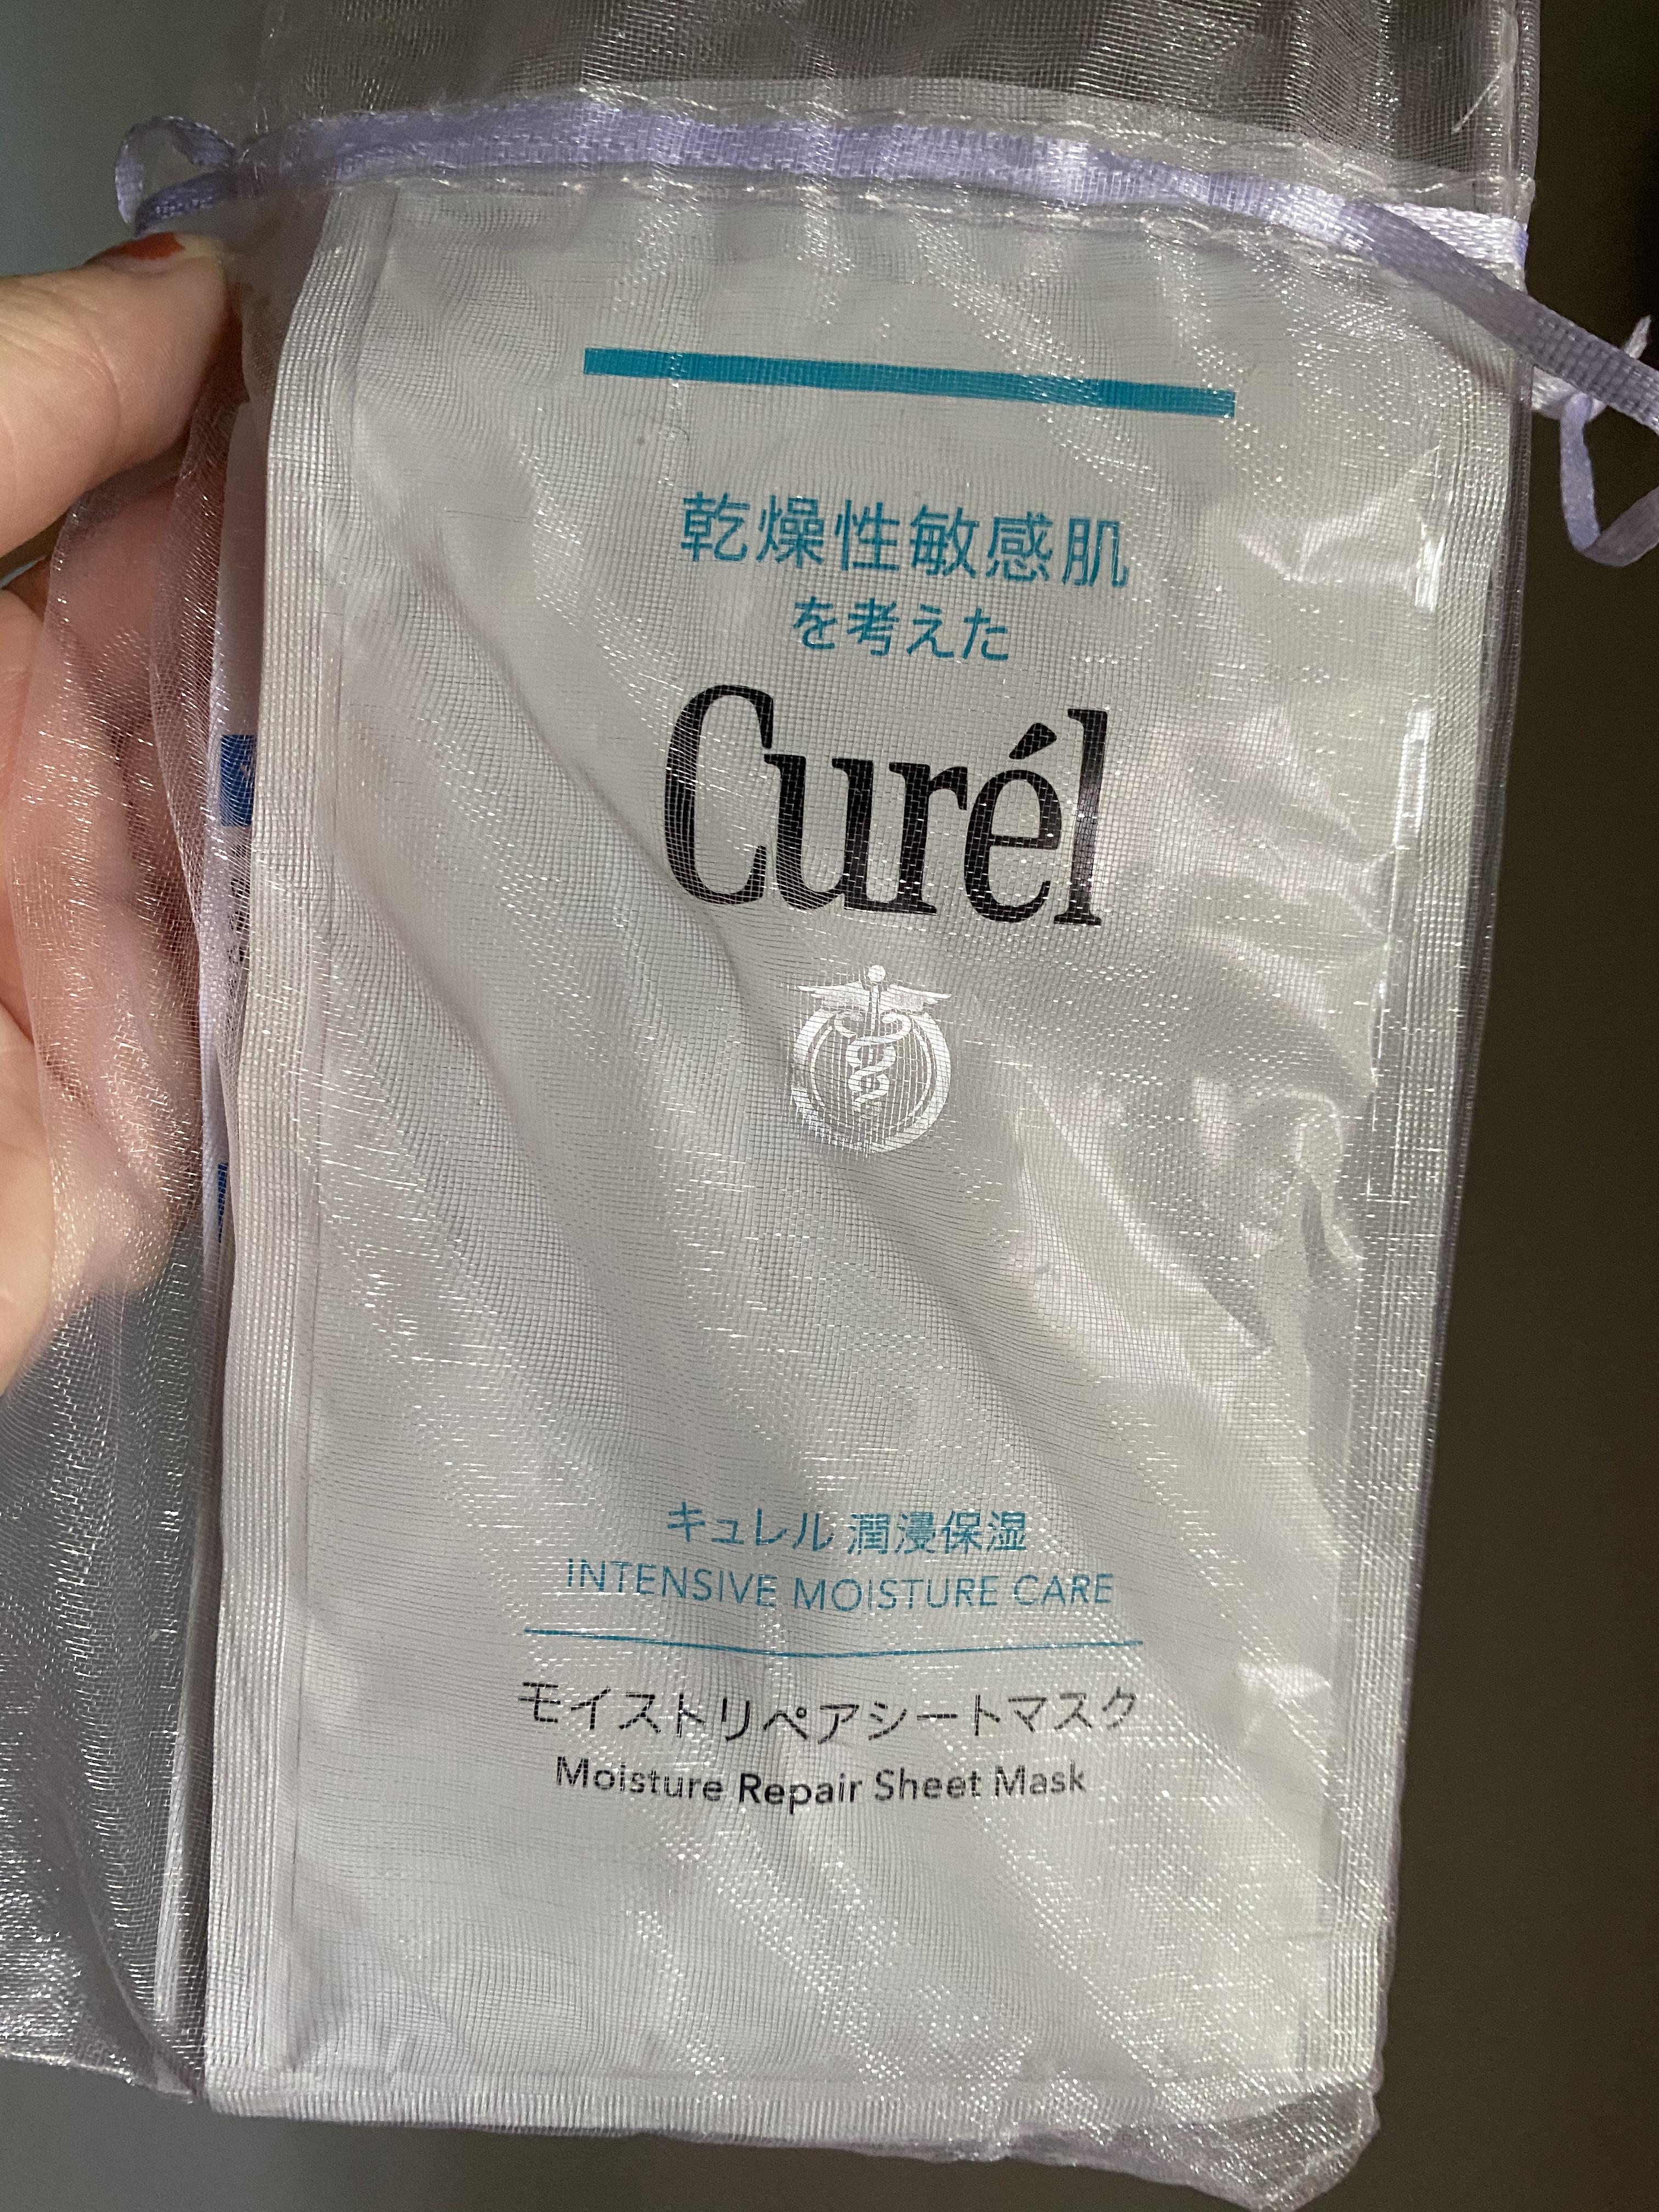 乾燥性敏感肌
を考えた
Curél
キュレル 潤浸保湿
INTENSIVE MOISTURE CARE
モイストリペアシートマスク
Moisture Repair Sheet Mask